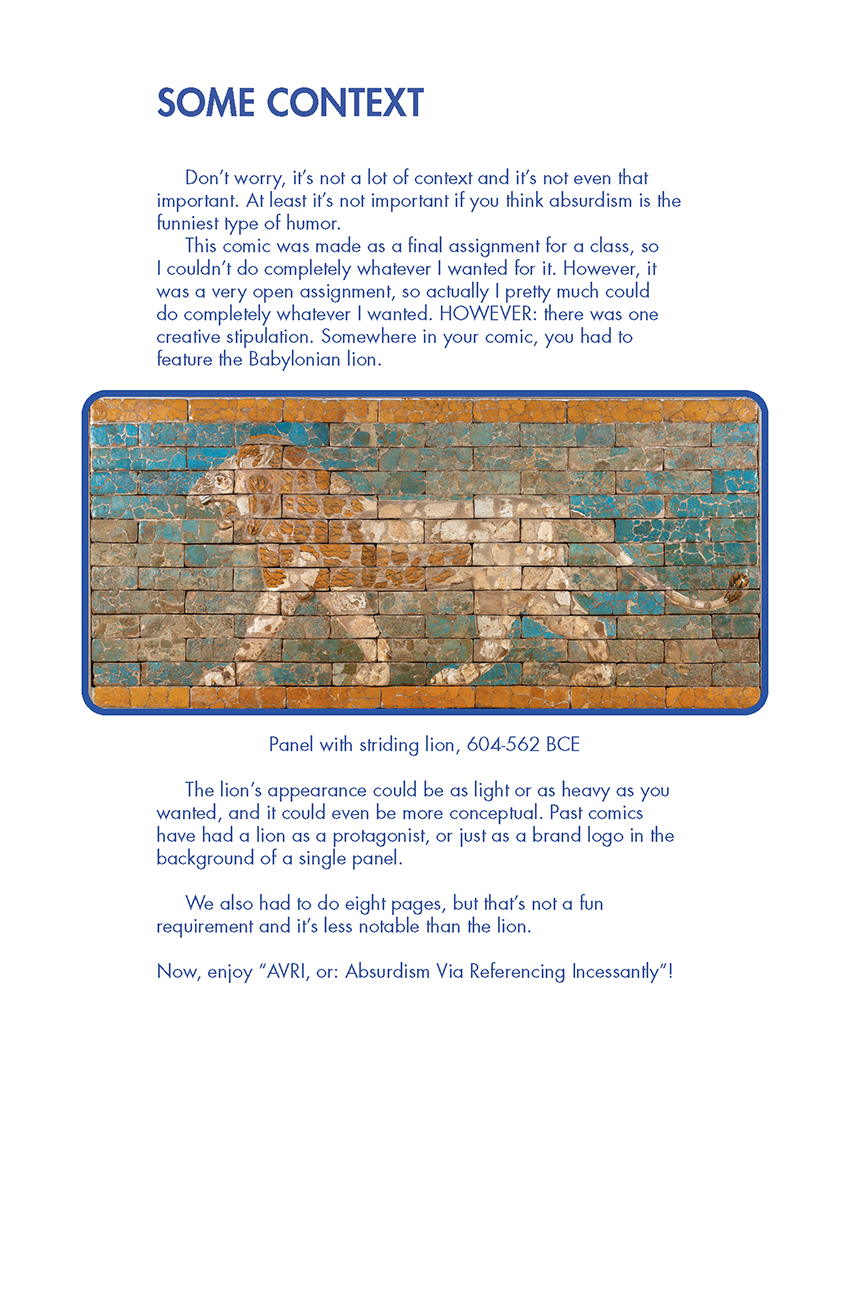 SOME CONTEXT
Don’t worry, it’s not a lot of context and it’s not even that
important. At least it’s not important if you think absurdism is the
funniest type of humor.
This comic was made as a final assignment for a class, so
I couldn’t do completely whatever I wanted for it. However, it
was a very open assignment, so actually I pretty much could
do completely whatever I wanted. HOWEVER: there was one
creative stipulation. Somewhere in your comic, you had to
feature the Babylonian lion.
Panel with striding lion, 604-562 BCE
The lion’s appearance could be as light or as heavy as you
wanted, and it could even be more conceptual. Past comics
have had a lion as a protagonist, or just as a brand logo in the
background of a single panel.
We also had to do eight pages, but that’s not a fun
requirement and it’s less notable than the lion.
Now, enjoy “AVRI, or: Absurdism Via Referencing Incessantly”!